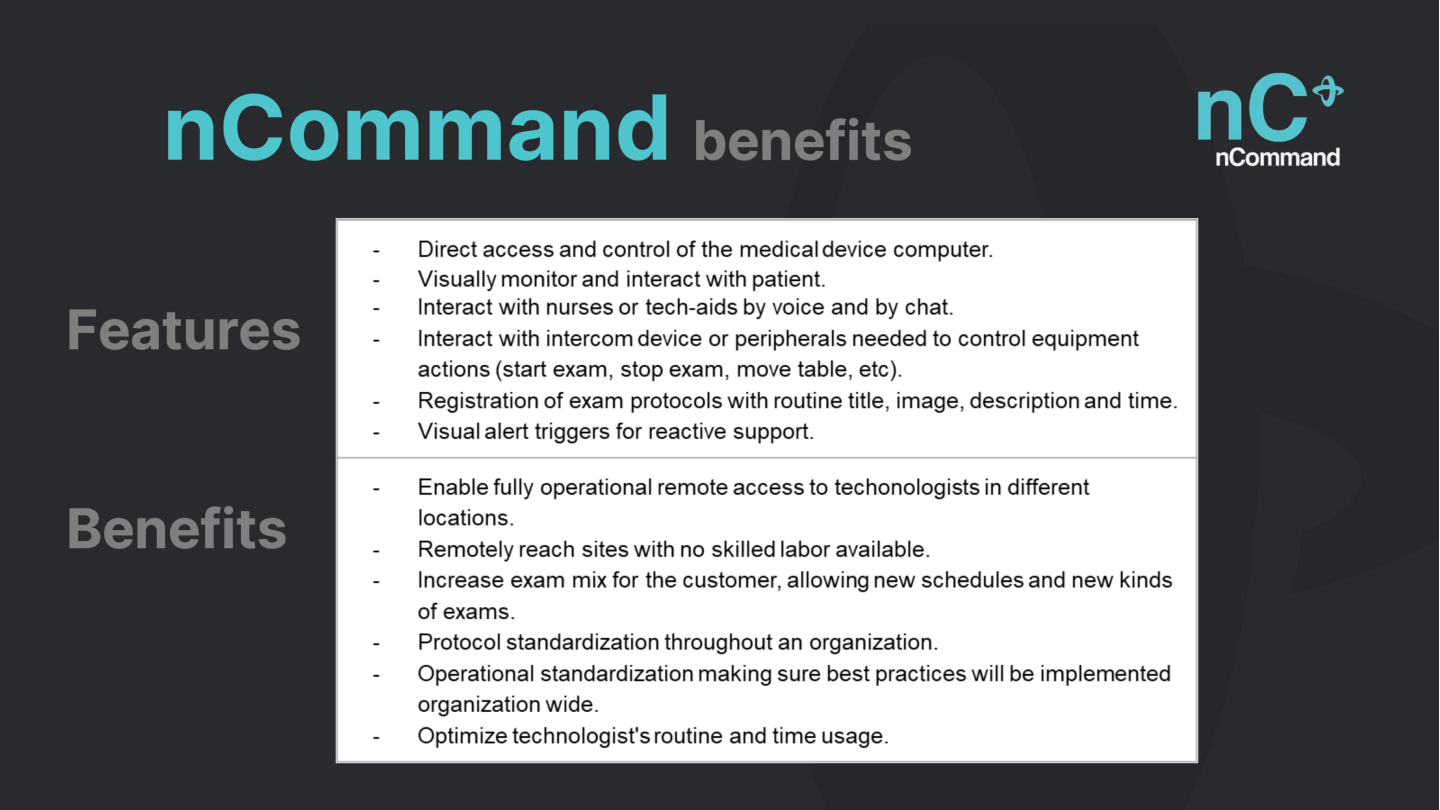 nCommand benefits
nC
nCommand
Features
- Direct access and control of the medical device computer.
- Visually monitor and interact with patient.
- Interact with nurses or tech-aids by voice and by chat.
- Interact with intercom device or peripherals needed to control equipment
actions (start exam, stop exam, move table, etc).
- Registration of exam protocols with routine title, image, description and time.
- Visual alert triggers for reactive support.
Benefits
- Enable fully operational remote access to techonologists in different
locations.
- Remotely reach sites with no skilled labor available.
- Increase exam mix for the customer, allowing new schedules and new kinds
of exams.
- Protocol standardization throughout an organization.
- Operational standardization making sure best practices will be implemented
organization wide.
- Optimize technologist's routine and time usage.